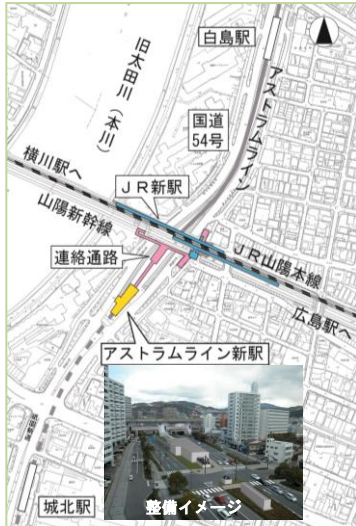 白島駅
旧太田川（本川）
アストラムライン
国道
54号
横川駅へ
JR新駅
山陽新幹線
連絡通路
JR山陽本線
広島駅へ
アストラムライン新駅
整備イメージ
城北駅